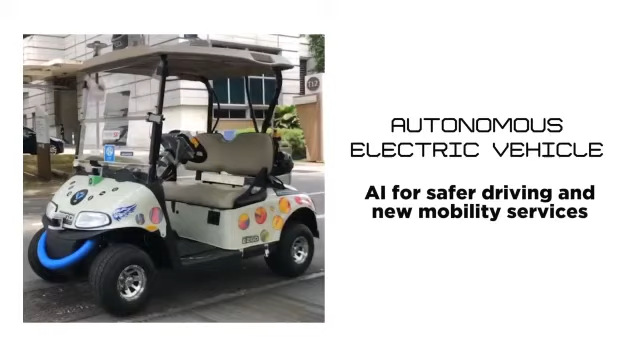 AUTONOMOUS
ELECTRIC VEHICLE
AI for safer driving and
new mobility services